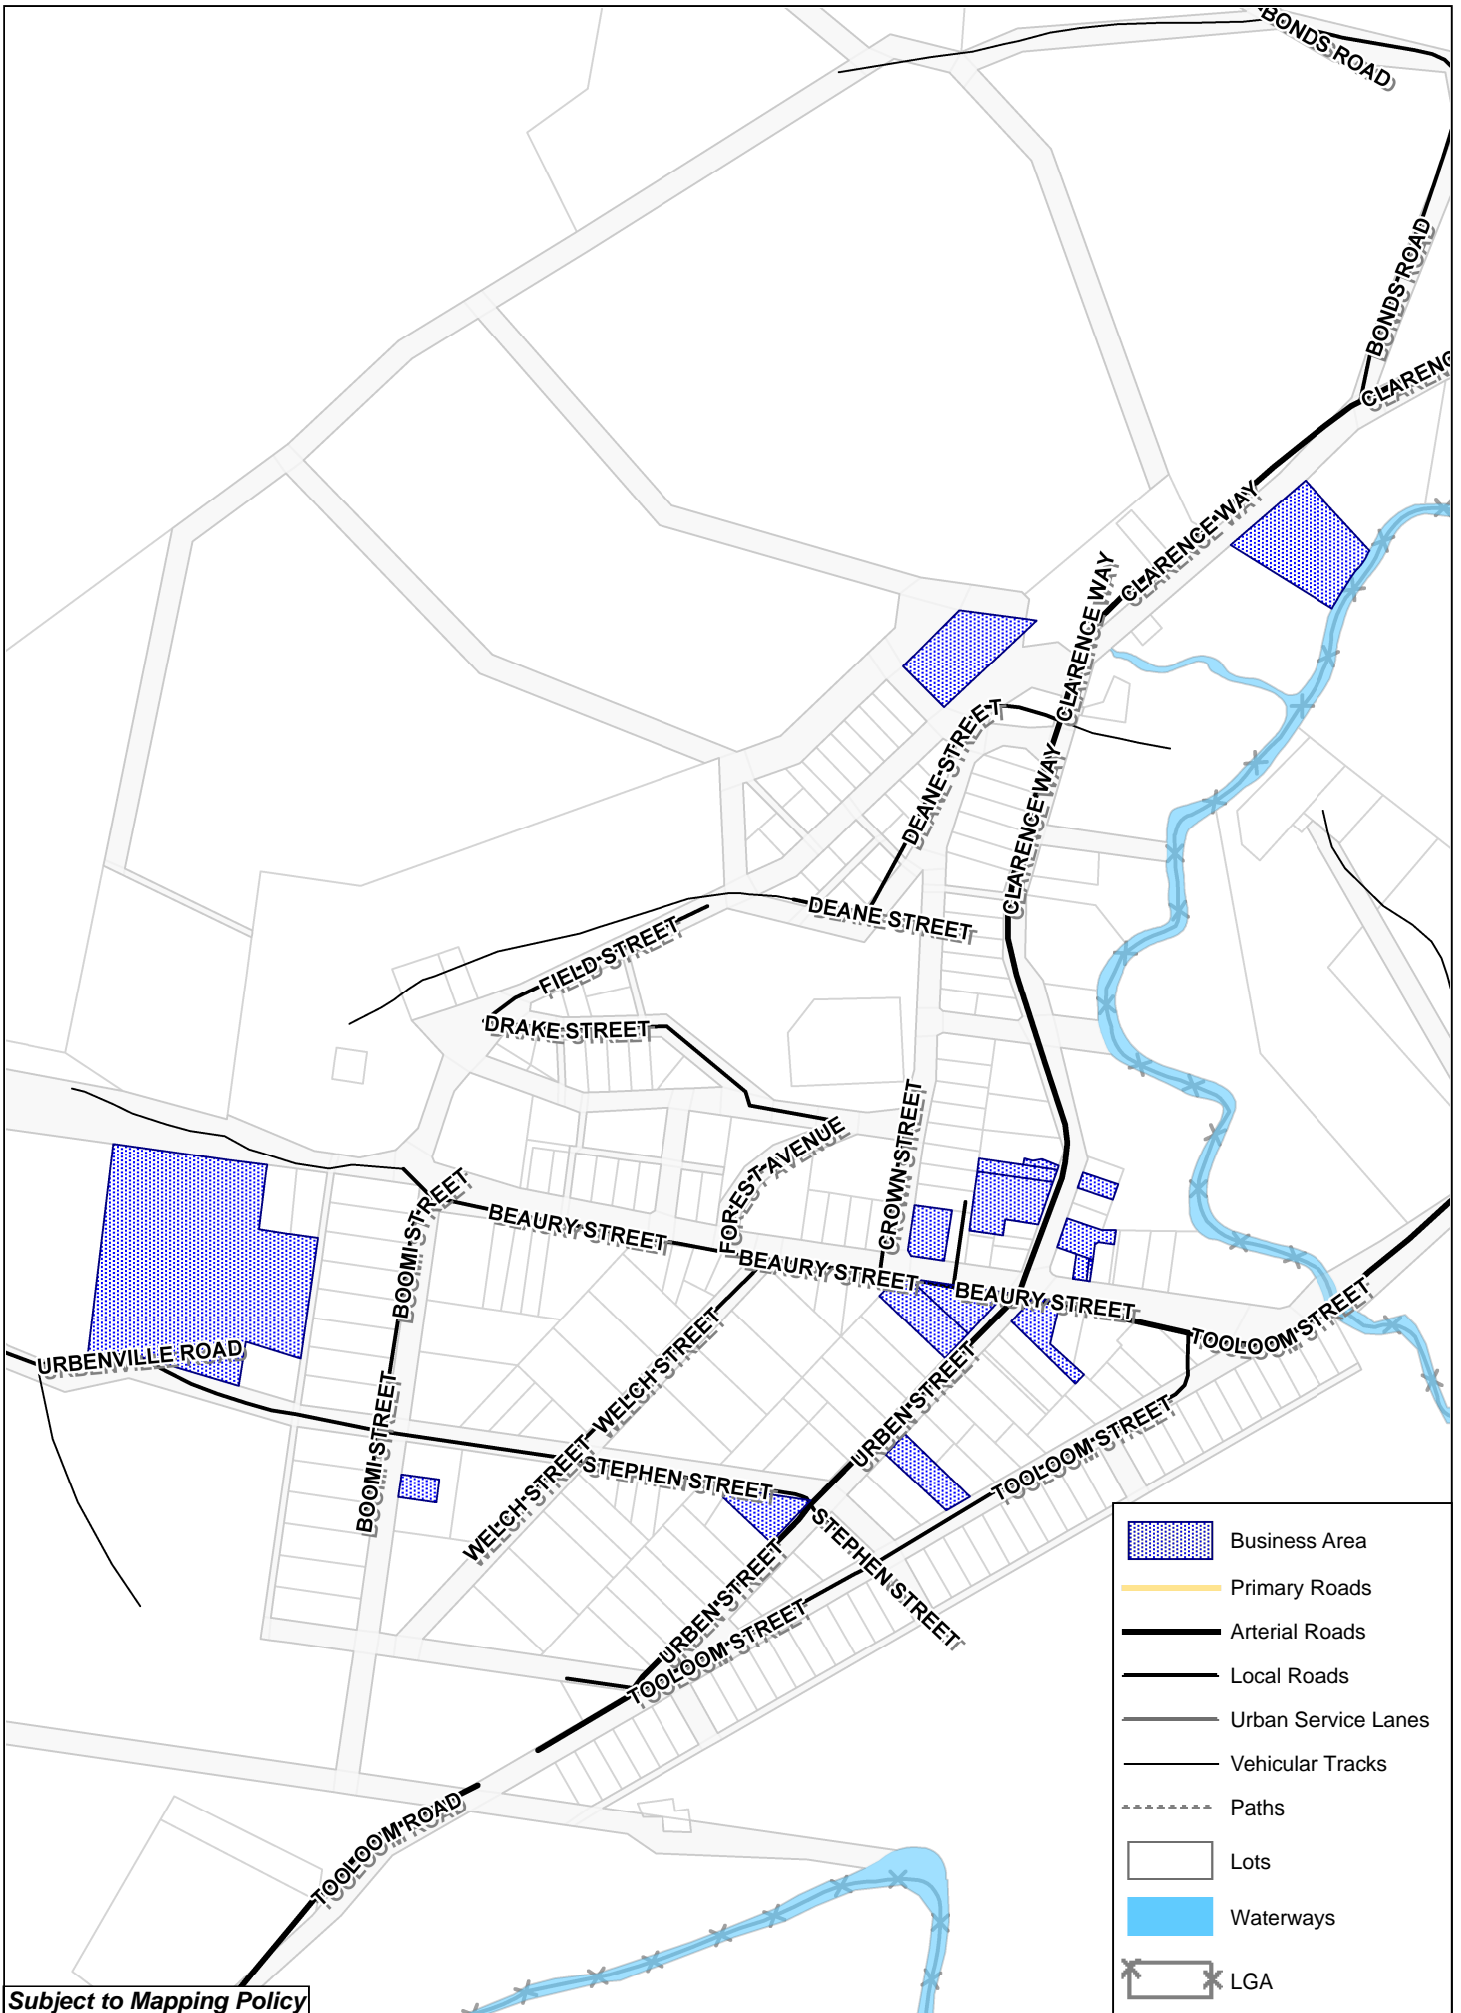 BONDS ROAD
BONDS ROAD
CLARENC
CLARENCE WAY
CLARENCE WAY
CLARENCE WAY
DEANE STREET
DEANE STREET
FIELD STREET
DRAKE STREET
CROWN STREET
FOREST AVENUE
BOOMI STREET
BEAURY STREET
BEAURY STREET
BEAURY STREET
TOOLOOM STREET
URBENVILLE ROAD
WELCH STREET
URBEN STREET
BOOMI STREET
WELCH STREET
STEPHEN STREET
TOOLOOM STREET
STEPHEN STREET
URBEN STREET
TOOLOOM STREET
TOOLOOM ROAD
Business Area
Primary Roads
Arterial Roads
Local Roads
Urban Service Lanes
Vehicular Tracks
Paths
Lots
Waterways
LGA
Subject to Mapping Policy